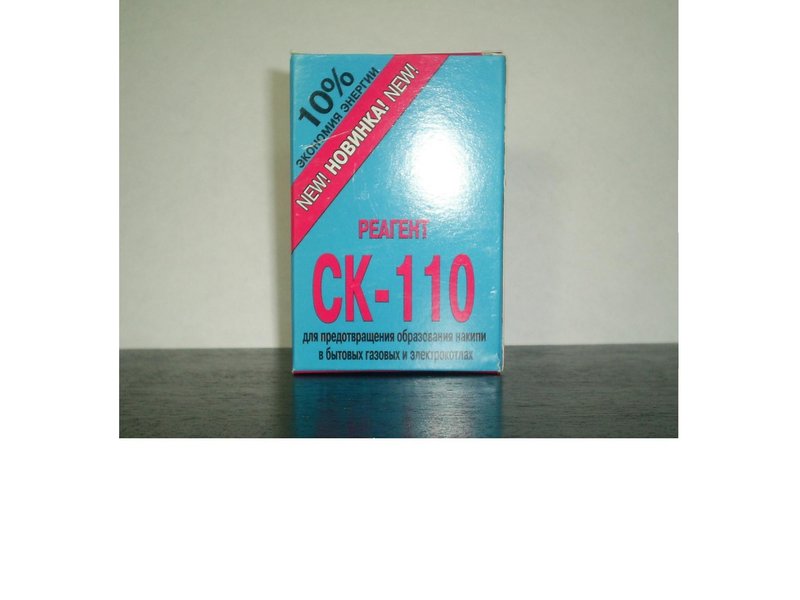 10%
ЭКОНОМИЯ ЭНЕРГИИ
NEW! НОВИНКА! NEW!
РЕАГЕНТ
СК-110
для предотвращения образования накипи
в бытовых газовых и электрокотлах